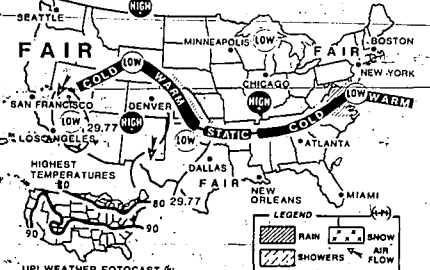 HIGH
SEATTLE
FAIR
MINNEAPOLIS
LOW
FAIR
BOSTON
NEW YORK
LOW
COLD
WARM
CHICAGO
HIGH
LOW
WARM
SAN FRANCISCO
DENVER
LOW
29.77
HIGH
LOS ANGELES
L
LOW
STATIC
COLD
ATLANTA
HIGHEST
TEMPERATURES
80
DALLAS
FAIR
29.77
NEW
ORLEANS
MIAMI
80
90
90
LEGEND
RAIN
SNOW
SHOWERS
AIR
FLOW
UPI WEATHER FOTOCAST